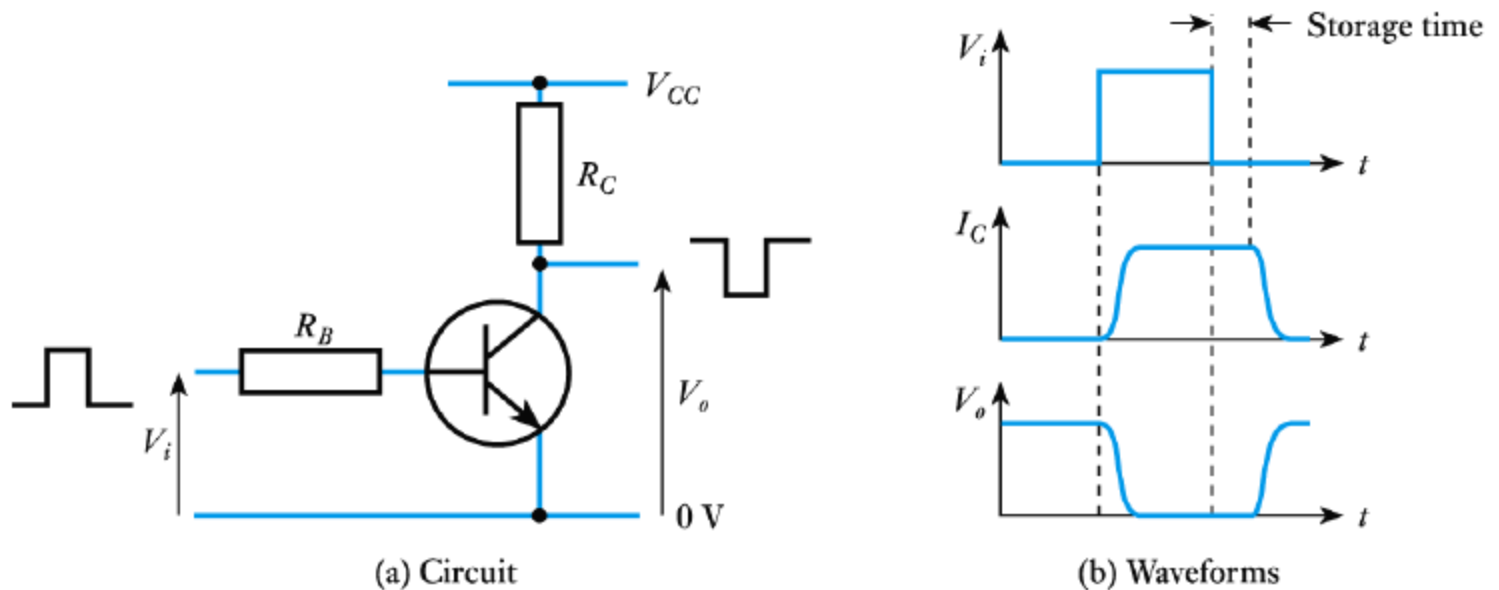 V_CC
R_C
R_B
V_i
V_o
0 V
(a) Circuit
Storage time
V_i
t
I_C
t
V_o
t
(b) Waveforms